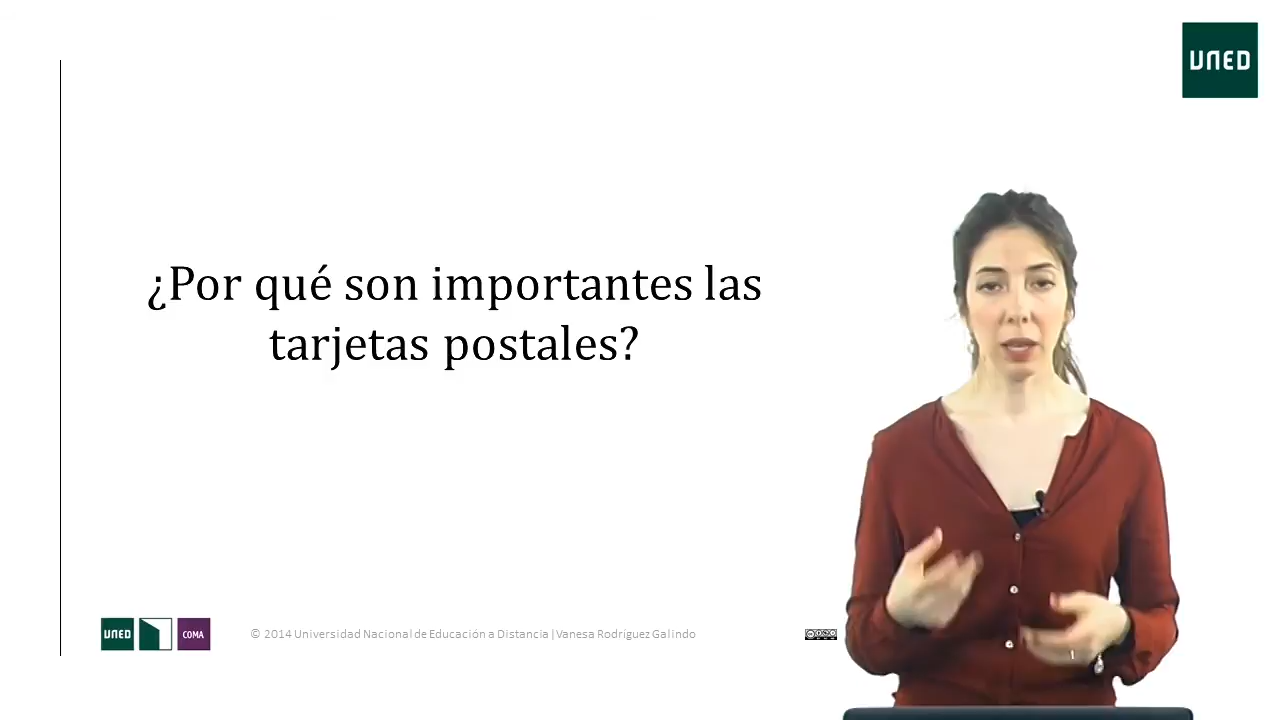 UNED
¿Por qué son importantes las
tarjetas postales?
UNED
COMA
© 2014 Universidad Nacional de Educación a Distancia | Vanesa Rodríguez Galindo